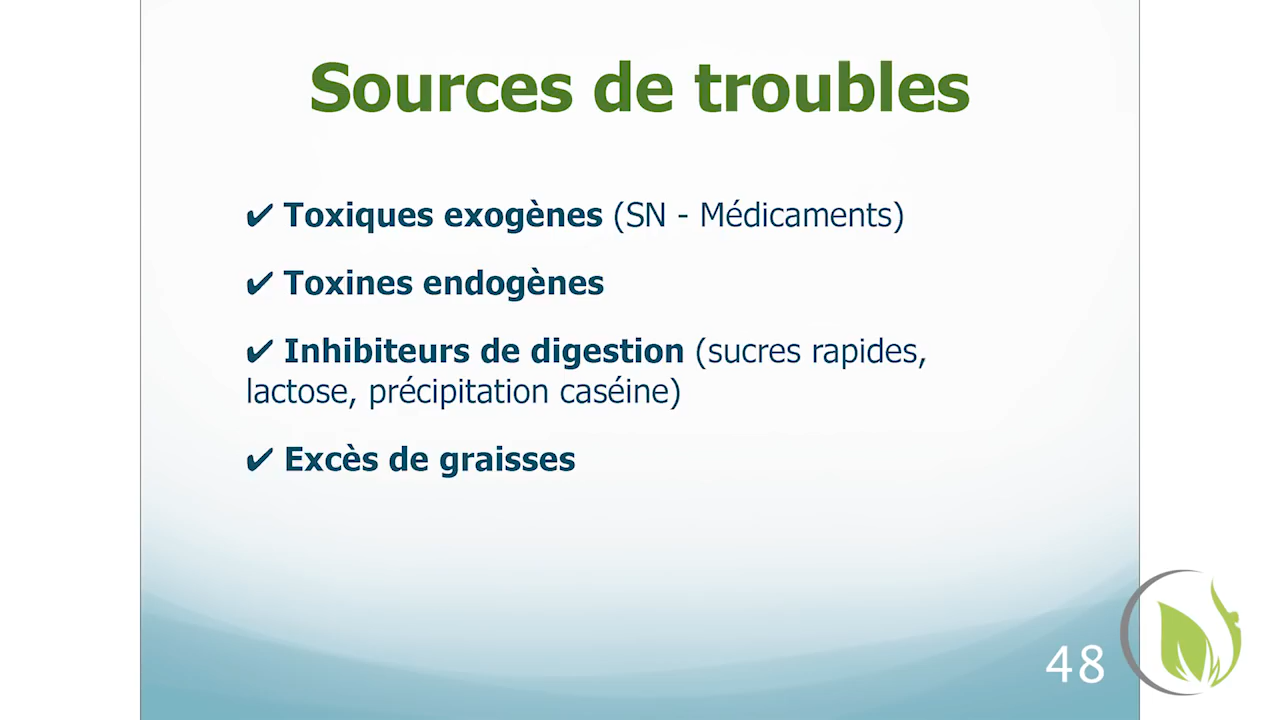 Sources de troubles
✔ Toxiques exogènes (SN - Médicaments)
✔ Toxines endogènes
✔ Inhibiteurs de digestion (sucres rapides,
lactose, précipitation caséine)
✔ Excès de graisses
48